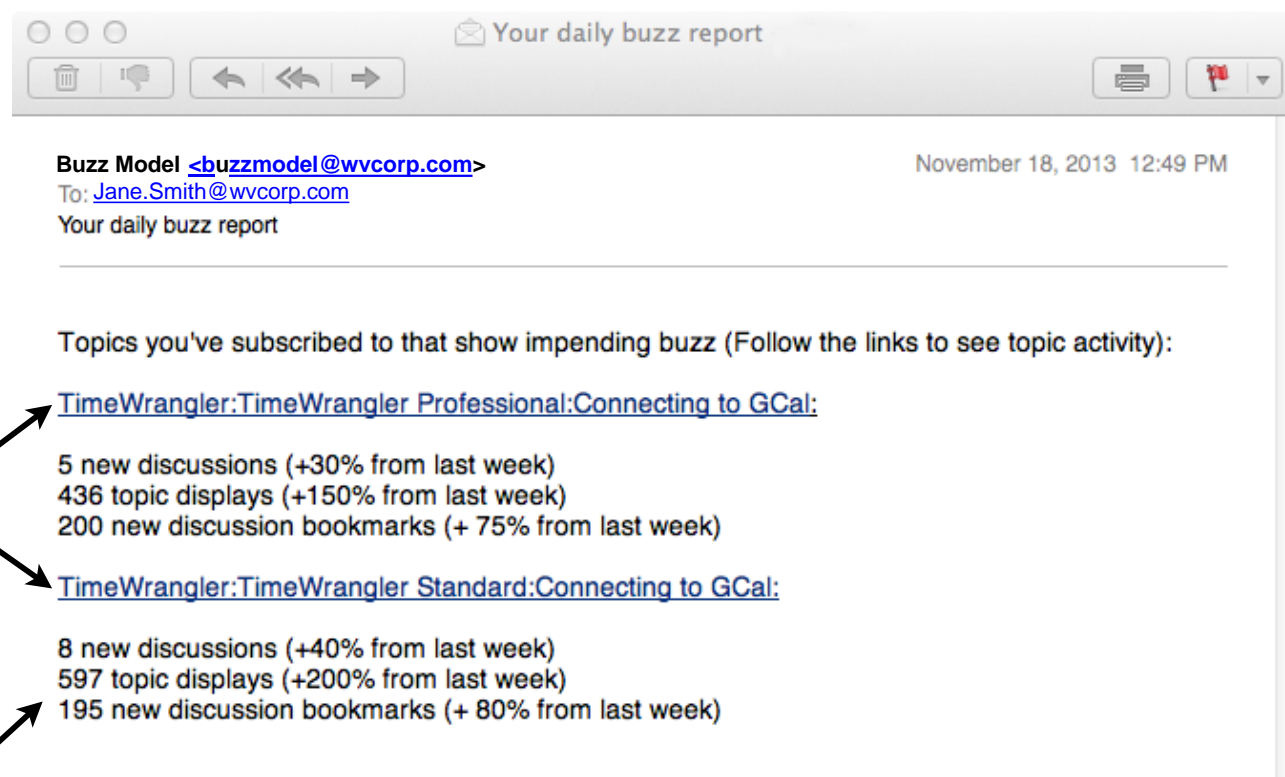 Your daily buzz report
Buzz Model <buzzmodel@wvcorp.com>
November 18, 2013 12:49 PM
To: Jane.Smith@wvcorp.com
Your daily buzz report
Topics you've subscribed to that show impending buzz (Follow the links to see topic activity):
TimeWrangler:TimeWrangler Professional:Connecting to GCal:
5 new discussions (+30% from last week)
436 topic displays (+150% from last week)
200 new discussion bookmarks (+ 75% from last week)
TimeWrangler:TimeWrangler Standard:Connecting to GCal:
8 new discussions (+40% from last week)
597 topic displays (+200% from last week)
195 new discussion bookmarks (+ 80% from last week)